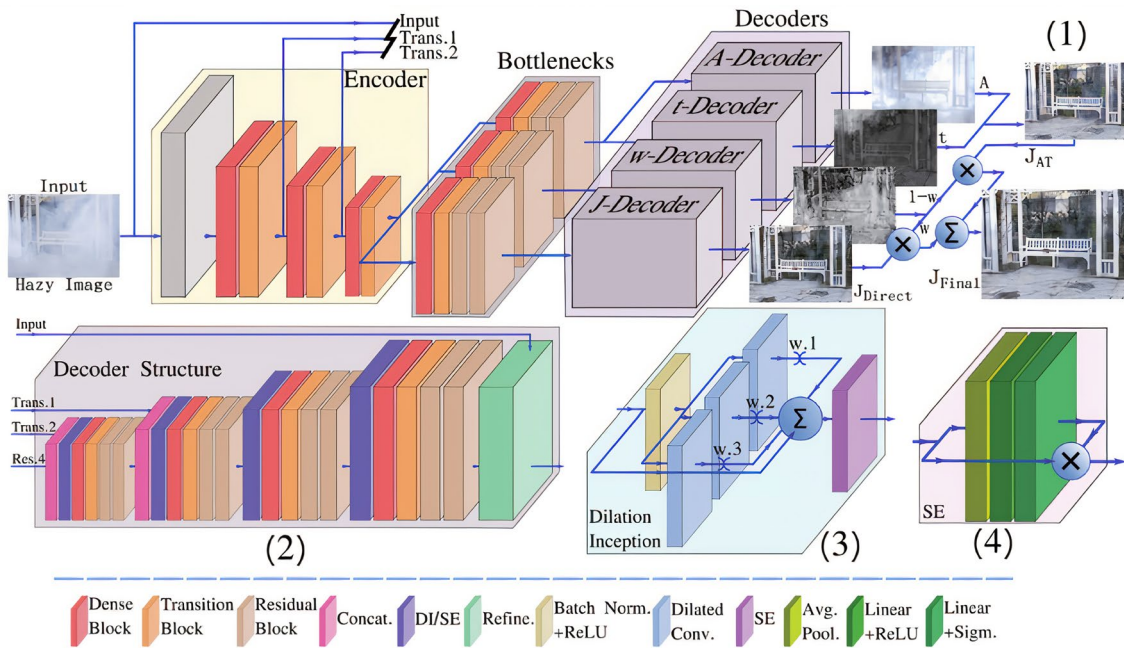 Input
Trans.1
Trans.2
Encoder
Bottlenecks
Decoders
(1)
A-Decoder
t-Decoder
w-Decoder
J-Decoder
Input
Hazy Image
A
t
J_AT
1-w
w
J_Direct
J_Final
Input
Decoder Structure
Trans.1
Trans.2
Res.4
(2)
w.1
w.2
w.3
Σ
Σ
Dilation
Inception
(3)
SE
(4)
Dense
Block
Transition
Block
Residual
Block
Concat.
DI/SE
Refine.
Batch Norm.
+ReLU
Dilated
Conv.
SE
Avg.
Pool.
Linear
+ReLU
Linear
+Sigm.